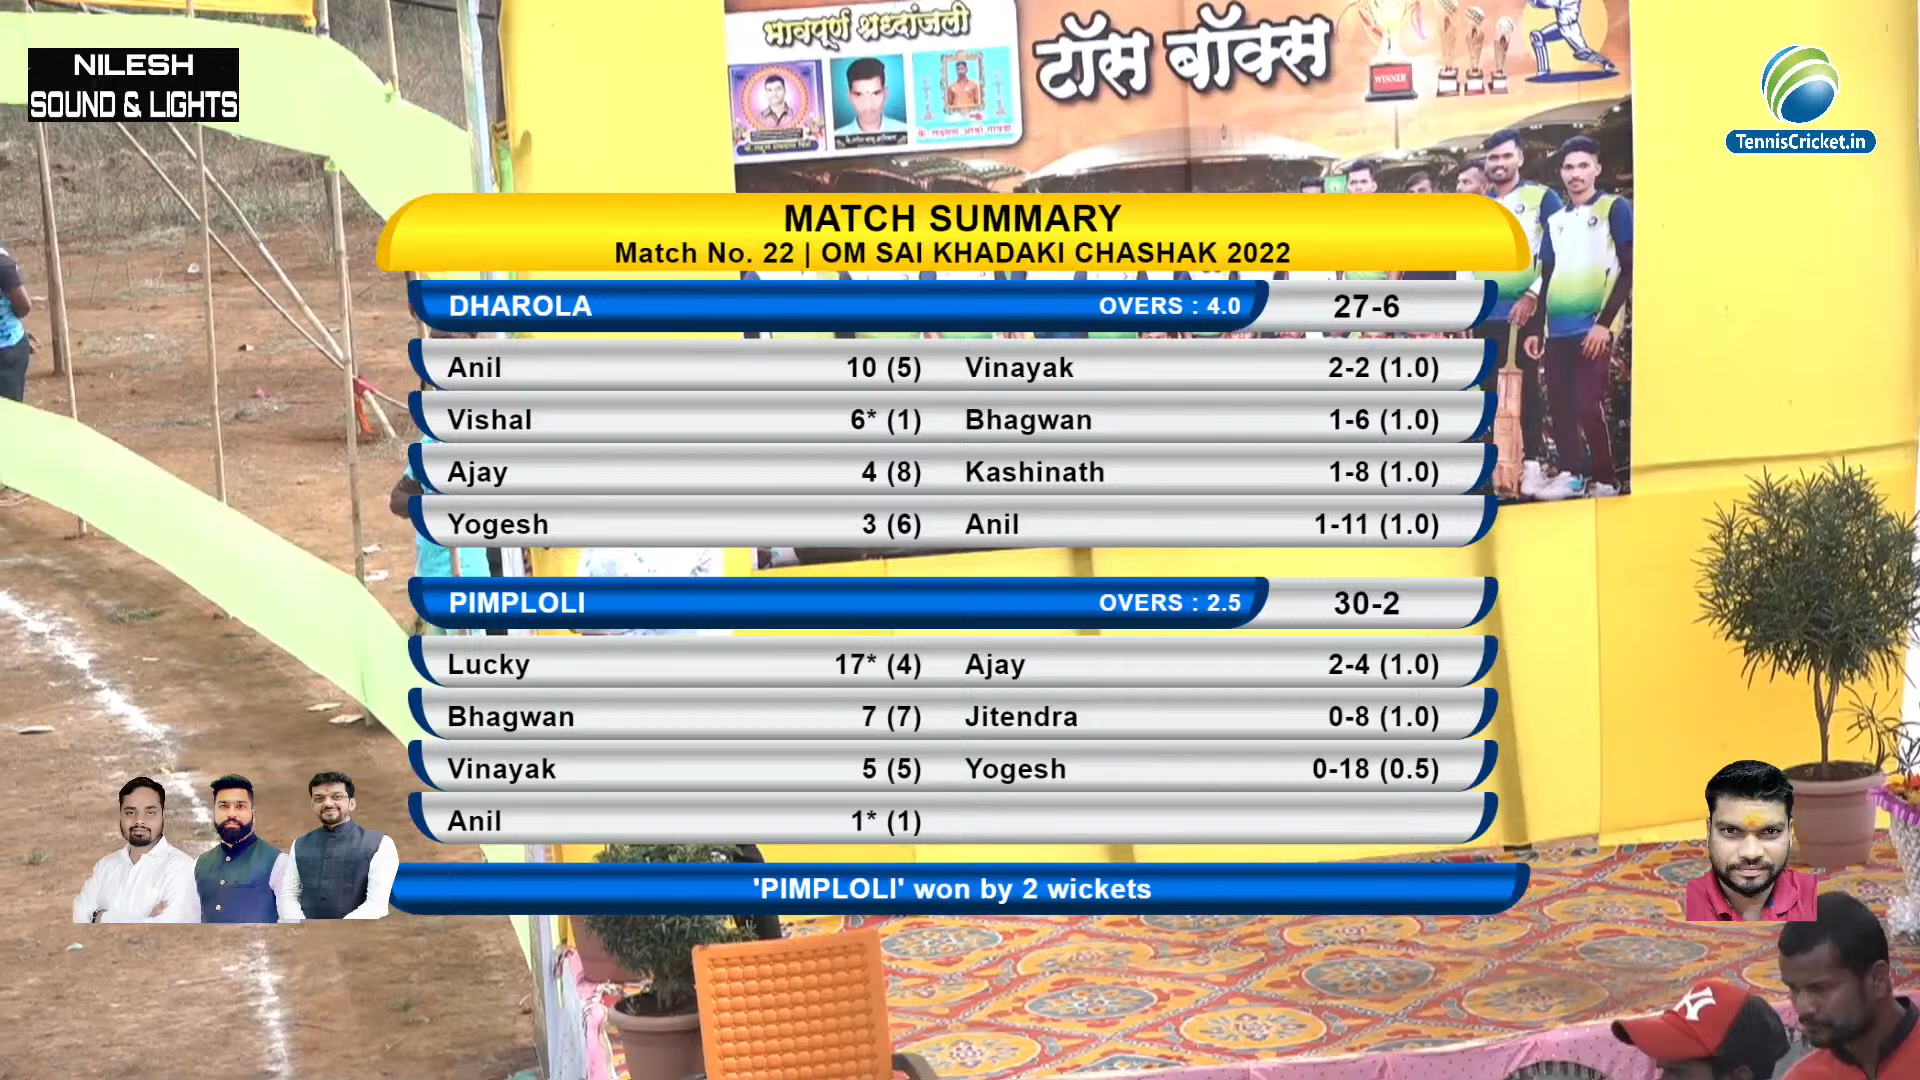 भावपूर्ण श्रध्दांजली
टॉस बॉक्स
WINNER
NILESH
SOUND & LIGHTS
TennisCricket.in
MATCH SUMMARY
Match No. 22 | OM SAI KHADAKI CHASHAK 2022
DHAROLA OVERS : 4.0 27-6
Anil 10 (5) Vinayak 2-2 (1.0)
Vishal 6* (1) Bhagwan 1-6 (1.0)
Ajay 4 (8) Kashinath 1-8 (1.0)
Yogesh 3 (6) Anil 1-11 (1.0)
PIMPLOLI OVERS : 2.5 30-2
Lucky 17* (4) Ajay 2-4 (1.0)
Bhagwan 7 (7) Jitendra 0-8 (1.0)
Vinayak 5 (5) Yogesh 0-18 (0.5)
Anil 1* (1)
'PIMPLOLI' won by 2 wickets